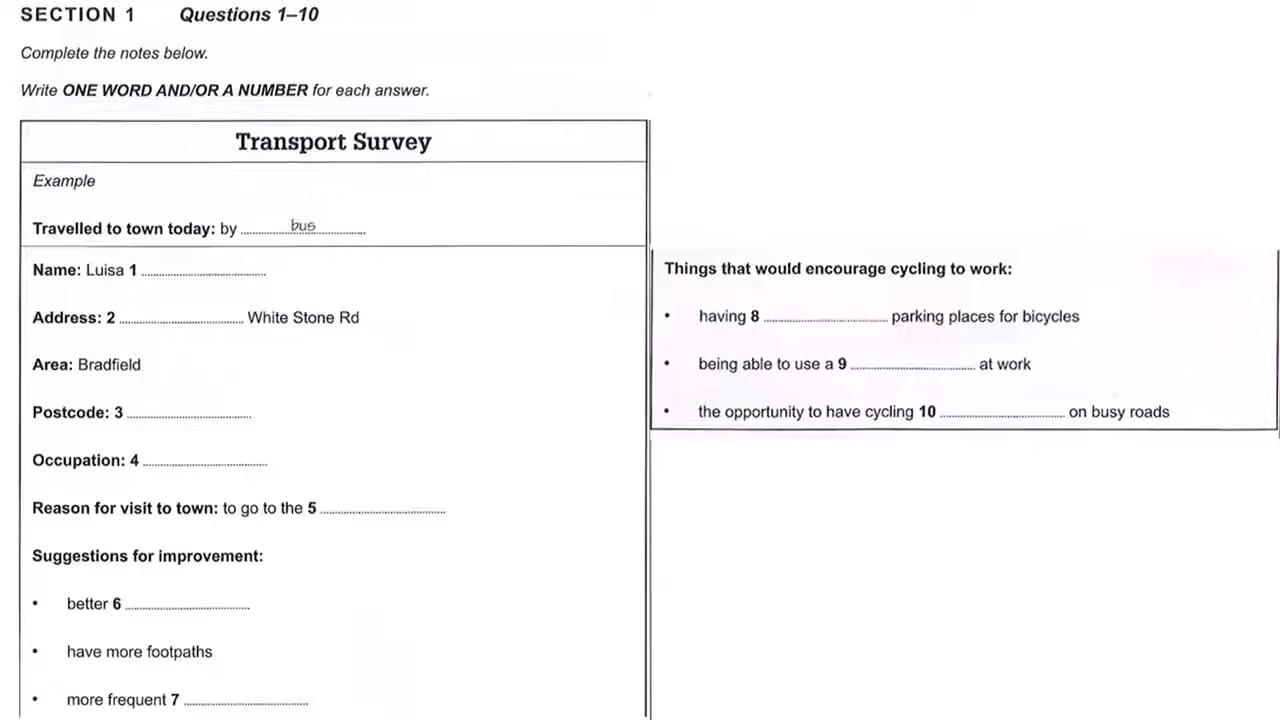 SECTION 1 Questions 1–10
Complete the notes below.
Write ONE WORD AND/OR A NUMBER for each answer.
Transport Survey
Example
Travelled to town today: by ........ bus ........
Name: Luisa 1 ........
Address: 2 ........ White Stone Rd
Area: Bradfield
Postcode: 3 ........
Occupation: 4 ........
Reason for visit to town: to go to the 5 ........
Suggestions for improvement:
• better 6 ........
• have more footpaths
• more frequent 7 ........
Things that would encourage cycling to work:
• having 8 ........ parking places for bicycles
• being able to use a 9 ........ at work
• the opportunity to have cycling 10 ........ on busy roads